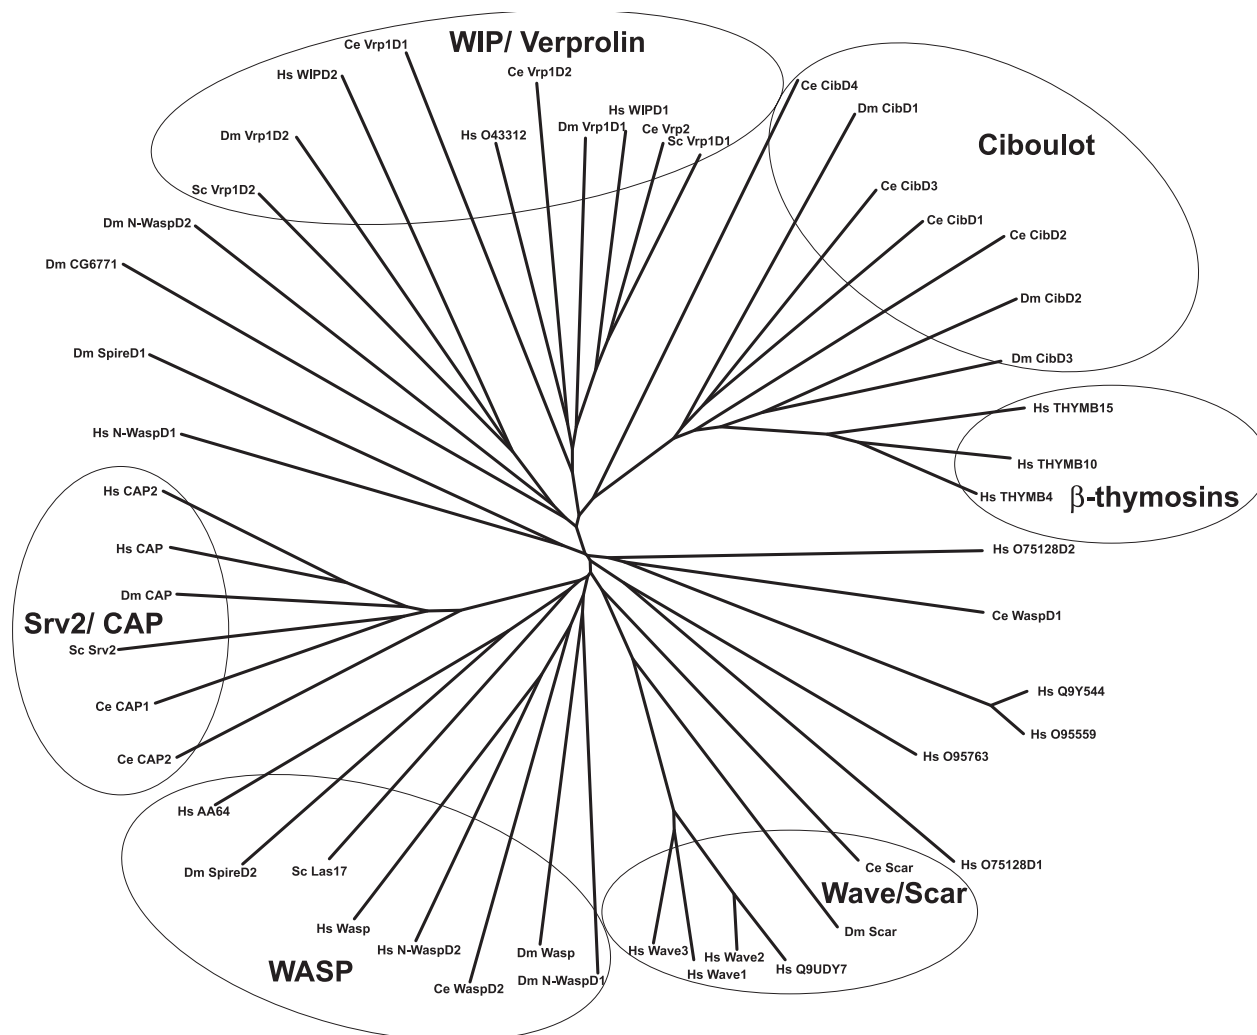 WIP/ Verprolin
Ce Vrp1D1
Hs WIPD2
Ce Vrp1D2
Ce CibD4
Dm CibD1
Hs WIPD1
Dm Vrp1D1
Ce Vrp2
Hs O43312
Sc Vrp1D1
Dm Vrp1D2
Ciboulot
Sc Vrp1D2
Ce CibD3
Dm N-WaspD2
Ce CibD1
Ce CibD2
Dm CG6771
Dm CibD2
Dm SpireD1
Dm CibD3
Hs THYMB15
Hs N-WaspD1
Hs THYMB10
Hs CAP2
Hs THYMB4
β-thymosins
Hs CAP
Hs O75128D2
Dm CAP
Ce WaspD1
Srv2/ CAP
Sc Srv2
Hs Q9Y544
Ce CAP1
Hs O95559
Hs O95763
Ce CAP2
Hs AA64
Dm SpireD2
Sc Las17
Ce Scar
Hs O75128D1
Wave/Scar
Hs Wasp
Dm Scar
Hs N-WaspD2
Dm Wasp
Hs Wave3
Hs Wave2
Hs Q9UDY7
WASP
Hs Wave1
Dm N-WaspD1
Ce WaspD2